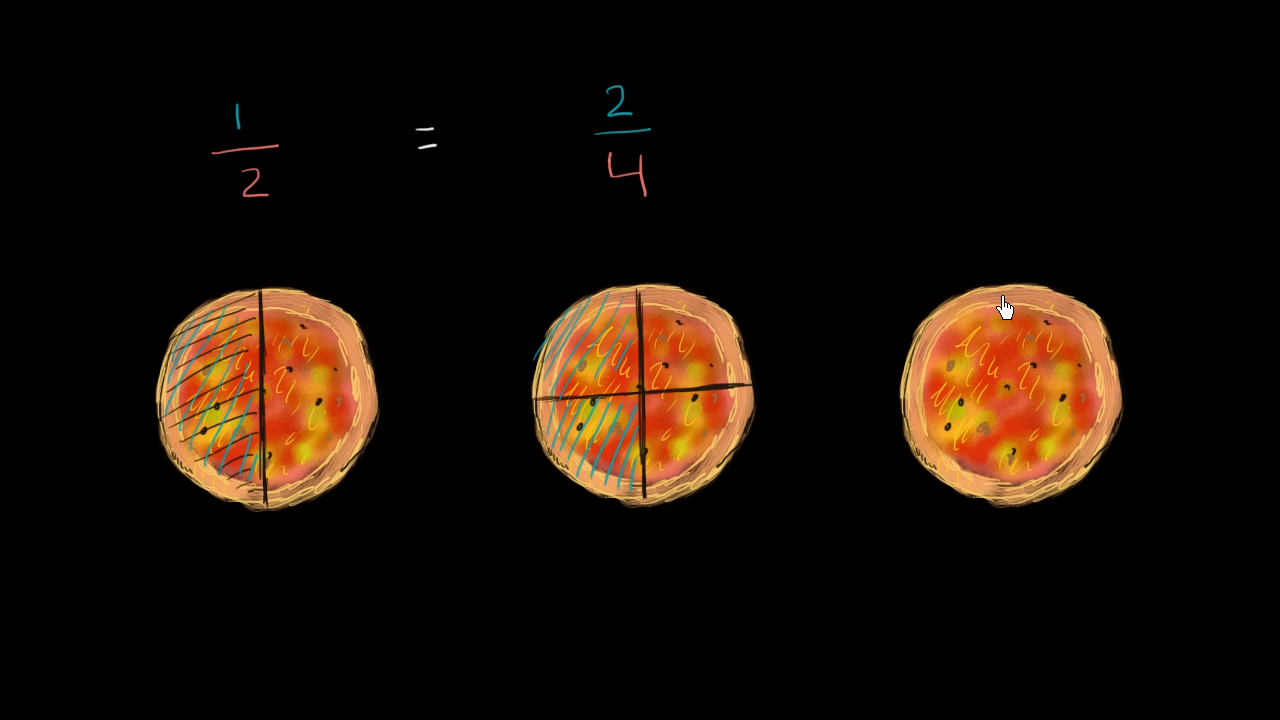 1/2 = 2/4